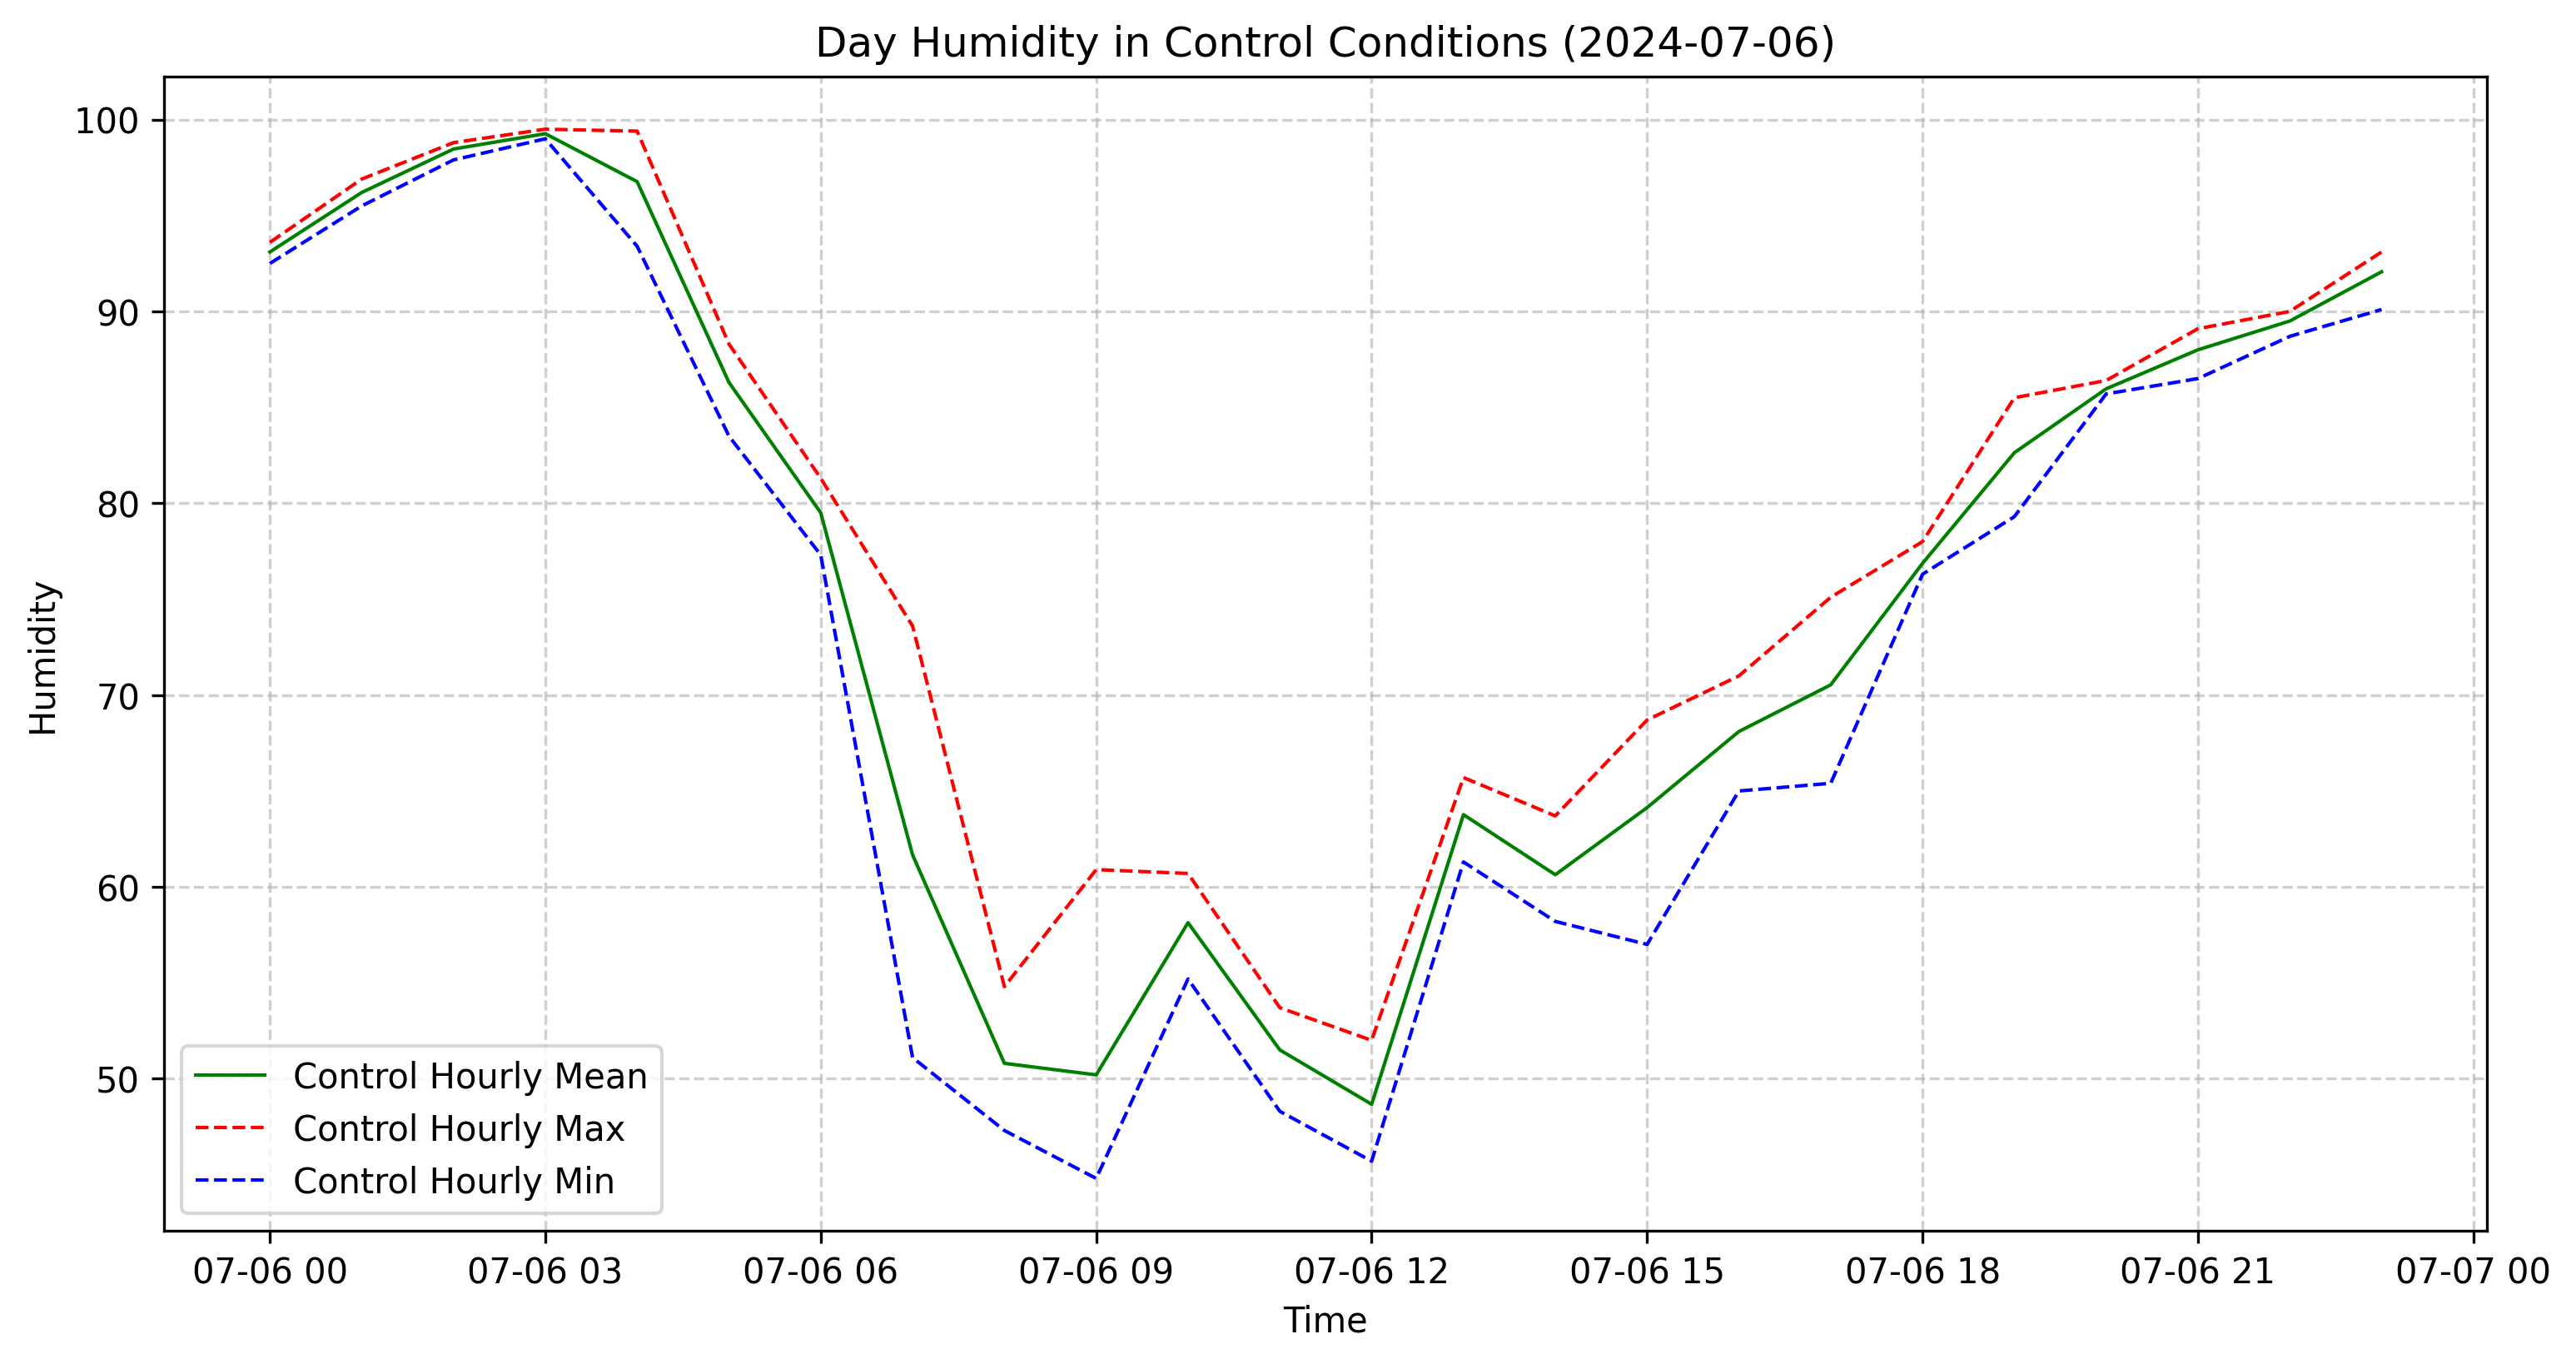 Day Humidity in Control Conditions (2024-07-06)
100
90
80
70
60
50
Humidity
Control Hourly Mean
Control Hourly Max
Control Hourly Min
07-06 00 07-06 03 07-06 06 07-06 09 07-06 12 07-06 15 07-06 18 07-06 21 07-07 00
Time